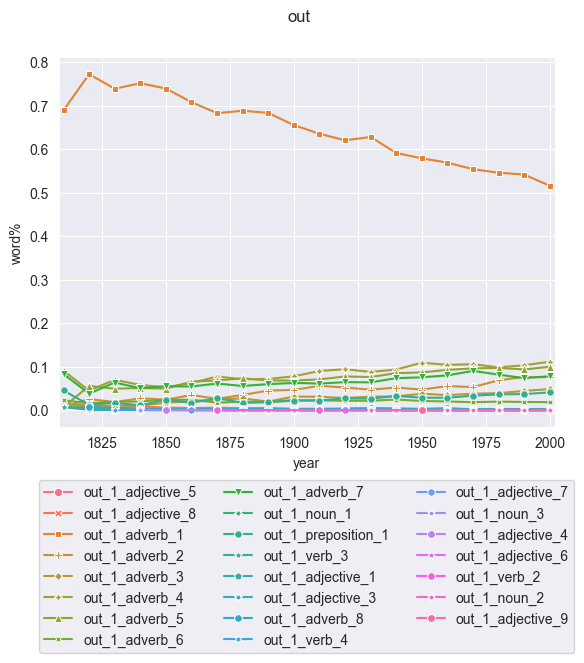 out
0.8
0.7
0.6
0.5
0.4
0.3
0.2
0.1
0.0
word%
1825 1850 1875 1900 1925 1950 1975 2000
year
out_1_adjective_5 out_1_adverb_7 out_1_adjective_7
out_1_adjective_8 out_1_noun_1 out_1_noun_3
out_1_adverb_1 out_1_preposition_1 out_1_adjective_4
out_1_adverb_2 out_1_verb_3 out_1_adjective_6
out_1_adverb_3 out_1_adjective_1 out_1_verb_2
out_1_adverb_4 out_1_adjective_3 out_1_noun_2
out_1_adverb_5 out_1_adverb_8 out_1_adjective_9
out_1_adverb_6 out_1_verb_4